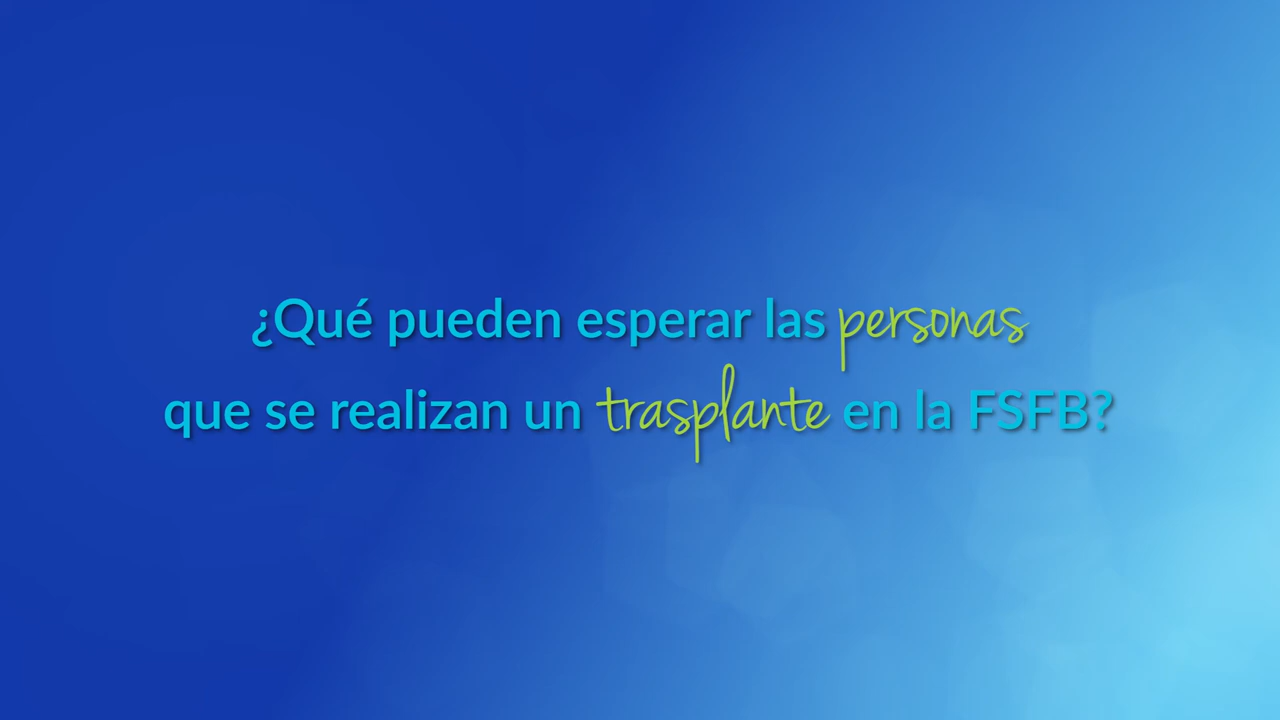 ¿Qué pueden esperar las personas
que se realizan un trasplante en la FSFB?